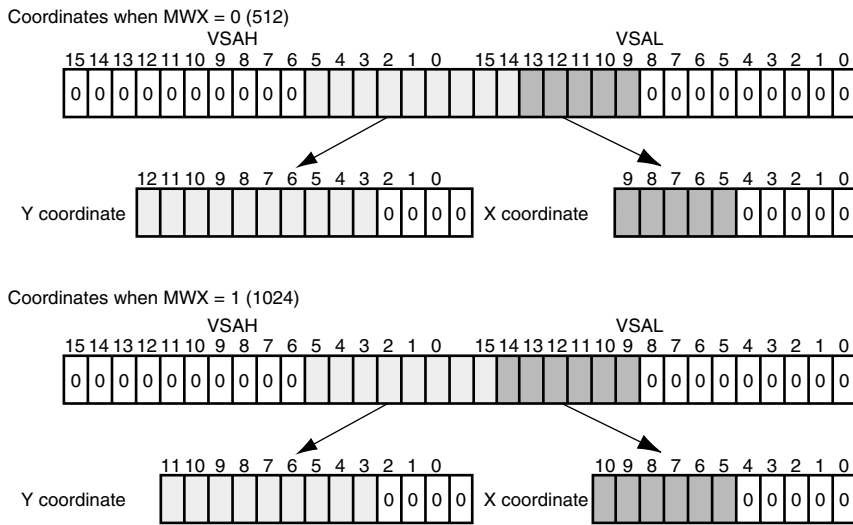 Coordinates when MWX = 0 (512)
VSAH VSAL
15 14 13 12 11 10 9 8 7 6 5 4 3 2 1 0 15 14 13 12 11 10 9 8 7 6 5 4 3 2 1 0
0 0 0 0 0 0 0 0 0 0 0 0 0 0 0 0 0 0 0
12 11 10 9 8 7 6 5 4 3 2 1 0 9 8 7 6 5 4 3 2 1 0
Y coordinate 0 0 0 0 X coordinate 0 0 0 0 0
Coordinates when MWX = 1 (1024)
VSAH VSAL
15 14 13 12 11 10 9 8 7 6 5 4 3 2 1 0 15 14 13 12 11 10 9 8 7 6 5 4 3 2 1 0
0 0 0 0 0 0 0 0 0 0 0 0 0 0 0 0 0 0 0
11 10 9 8 7 6 5 4 3 2 1 0 10 9 8 7 6 5 4 3 2 1 0
Y coordinate 0 0 0 0 X coordinate 0 0 0 0 0